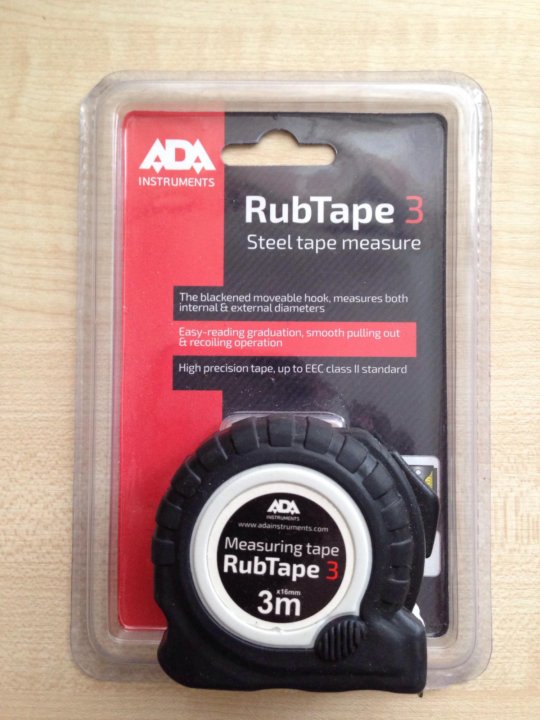 ADA
INSTRUMENTS
RubTape 3
Steel tape measure
The blackened moveable hook, measures both
internal & external diameters
Easy-reading graduation, smooth pulling out
& recoiling operation
High precision tape, up to EEC class II standard
ADA
INSTRUMENTS
www.adainstruments.com
Measuring tape
RubTape 3
x16mm
3m